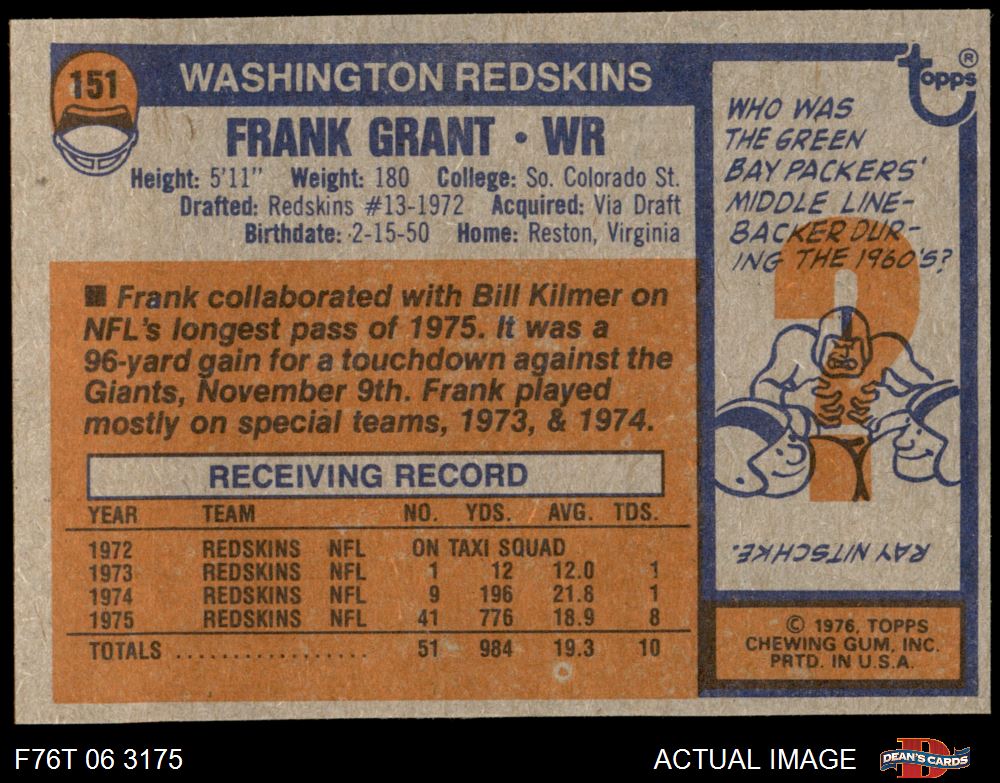 151
WASHINGTON REDSKINS
FRANK GRANT • WR
Height: 5'11" Weight: 180 College: So. Colorado St.
Drafted: Redskins #13-1972 Acquired: Via Draft
Birthdate: 2-15-50 Home: Reston, Virginia
■ Frank collaborated with Bill Kilmer on
NFL's longest pass of 1975. It was a
96-yard gain for a touchdown against the
Giants, November 9th. Frank played
mostly on special teams, 1973, & 1974.
RECEIVING RECORD
YEAR TEAM NO. YDS. AVG. TDS.
1972 REDSKINS NFL ON TAXI SQUAD
1973 REDSKINS NFL 1 12 12.0 1
1974 REDSKINS NFL 9 196 21.8 1
1975 REDSKINS NFL 41 776 18.9 8
TOTALS .................. 51 984 19.3 10
topps ®
WHO WAS
THE GREEN
BAY PACKERS'
MIDDLE LINE-
BACKER DUR-
ING THE 1960'S?
?
RAY NITSCHKE.
© 1976, TOPPS
CHEWING GUM, INC.
PRTD. IN U.S.A.
F76T 06 3175
ACTUAL IMAGE
D
DEAN'S CARDS